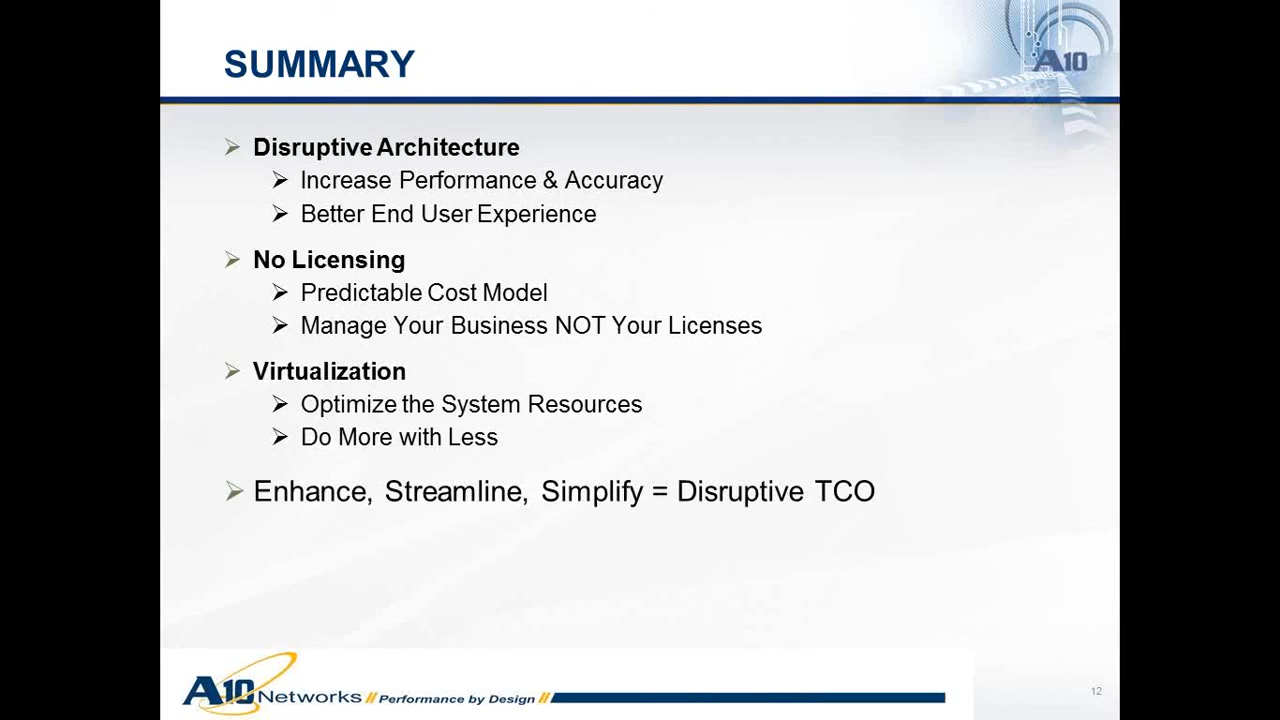 SUMMARY
A10
Disruptive Architecture
Increase Performance & Accuracy
Better End User Experience
No Licensing
Predictable Cost Model
Manage Your Business NOT Your Licenses
Virtualization
Optimize the System Resources
Do More with Less
Enhance, Streamline, Simplify = Disruptive TCO
A10 Networks // Performance by Design //
12